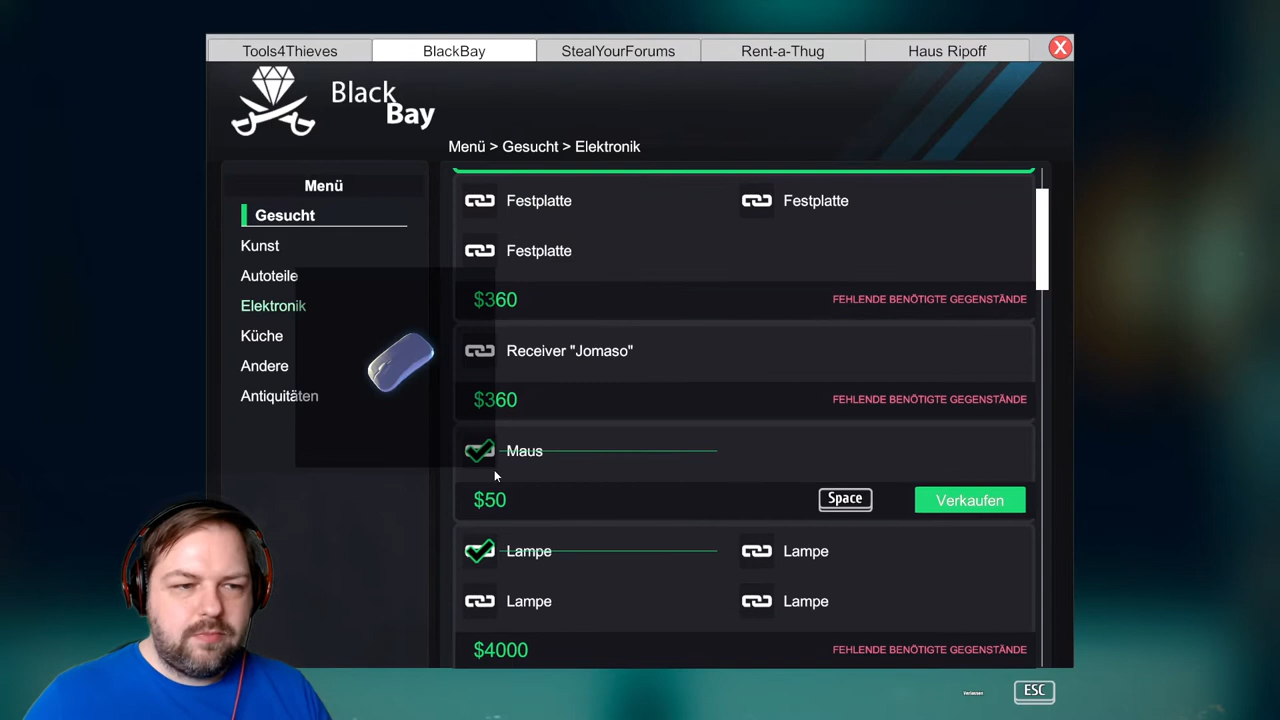 Tools4Thieves
BlackBay
StealYourForums
Rent-a-Thug
Haus Ripoff
X
Black
Bay
Menü > Gesucht > Elektronik
Menü
Gesucht
Kunst
Autoteile
Elektronik
Küche
Andere
Antiquitäten
Festplatte
Festplatte
Festplatte
$360
FEHLENDE BENÖTIGTE GEGENSTÄNDE
Receiver "Jomaso"
$360
FEHLENDE BENÖTIGTE GEGENSTÄNDE
Maus
$50
Space
Verkaufen
Lampe
Lampe
Lampe
Lampe
$4000
FEHLENDE BENÖTIGTE GEGENSTÄNDE
Verlassen
ESC